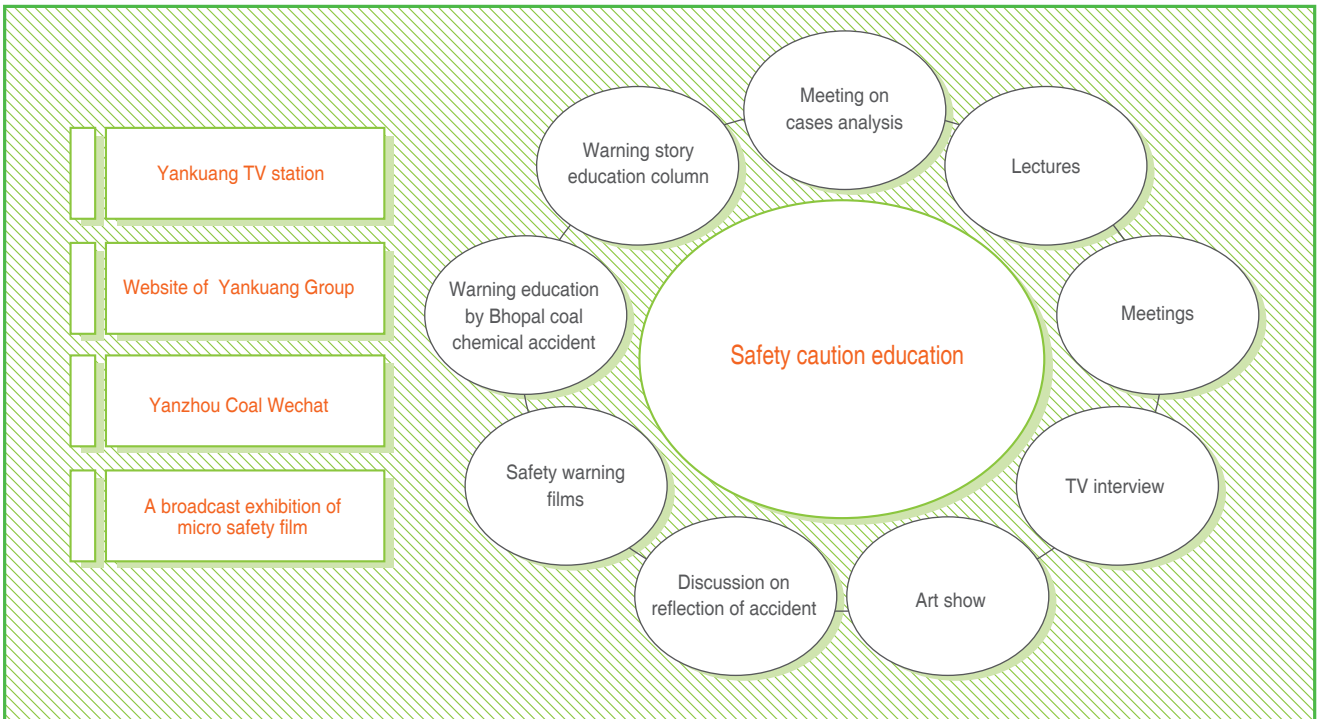 Yankuang TV station
Website of Yankuang Group
Yanzhou Coal Wechat
A broadcast exhibition of
micro safety film
Meeting on
cases analysis
Lectures
Meetings
TV interview
Art show
Discussion on
reflection of accident
Safety warning
films
Warning education
by Bhopal coal
chemical accident
Warning story
education column
Safety caution education